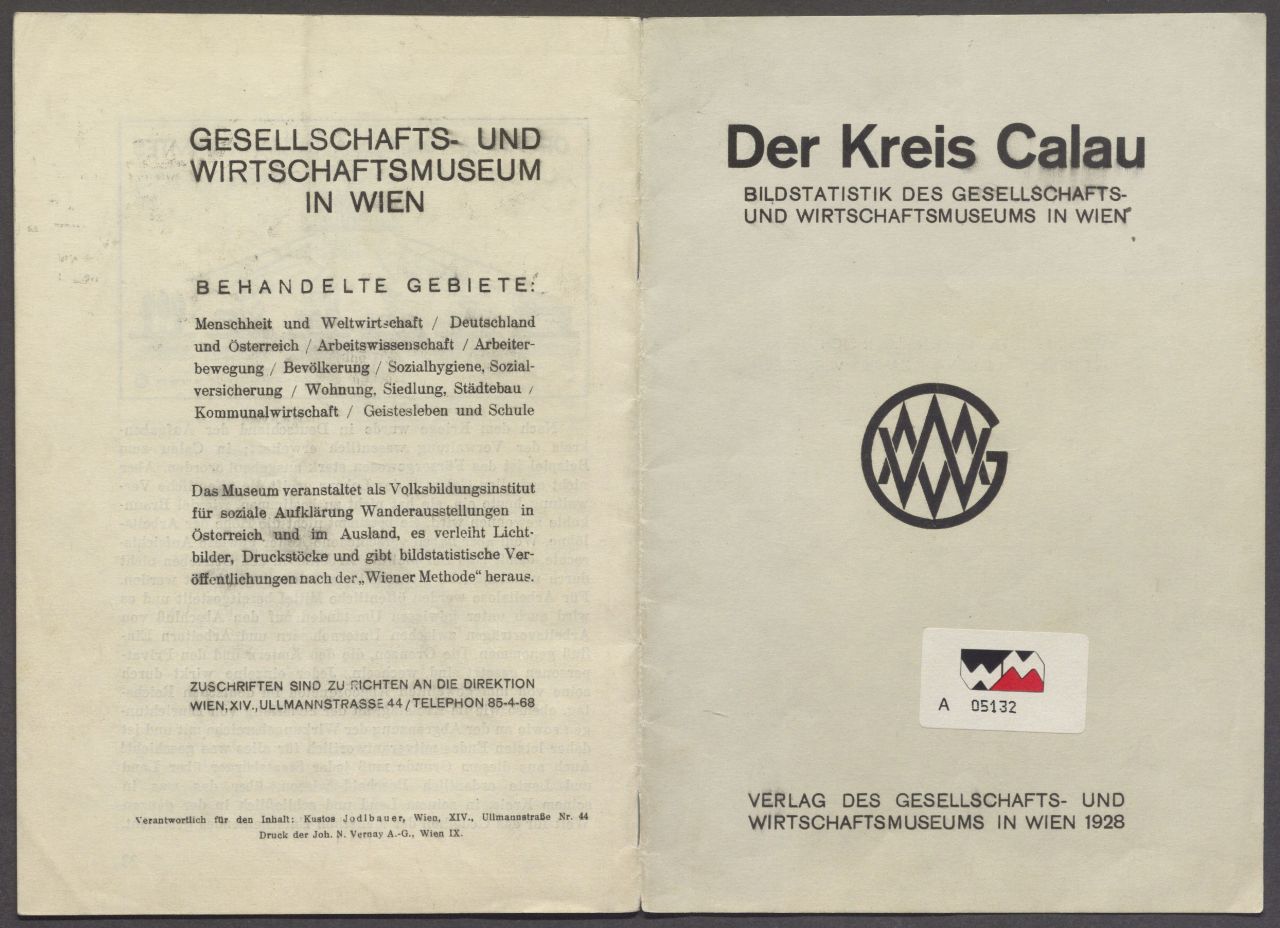 GESELLSCHAFTS- UND
WIRTSCHAFTSMUSEUM
IN WIEN
BEHANDELTE GEBIETE:
Menschheit und Weltwirtschaft / Deutschland
und Österreich / Arbeitswissenschaft / Arbeiter-
bewegung / Bevölkerung / Sozialhygiene, Sozial-
versicherung / Wohnung, Siedlung, Städtebau /
Kommunalwirtschaft / Geistesleben und Schule
Das Museum veranstaltet als Volksbildungsinstitut
für soziale Aufklärung Wanderausstellungen in
Österreich und im Ausland, es verleiht Licht-
bilder, Druckstöcke und gibt bildstatistische Ver-
öffentlichungen nach der „Wiener Methode" heraus.
ZUSCHRIFTEN SIND ZU RICHTEN AN DIE DIREKTION
WIEN, XIV., ULLMANNSTRASSE 44 / TELEPHON 85-4-68
Verantwortlich für den Inhalt: Kustos Jodlbauer, Wien, XIV., Ullmannstraße Nr. 44
Druck der Joh. N. Vernay A.-G., Wien IX.
Der Kreis Calau
BILDSTATISTIK DES GESELLSCHAFTS-
UND WIRTSCHAFTSMUSEUMS IN WIEN
A 05132
VERLAG DES GESELLSCHAFTS- UND
WIRTSCHAFTSMUSEUMS IN WIEN 1928